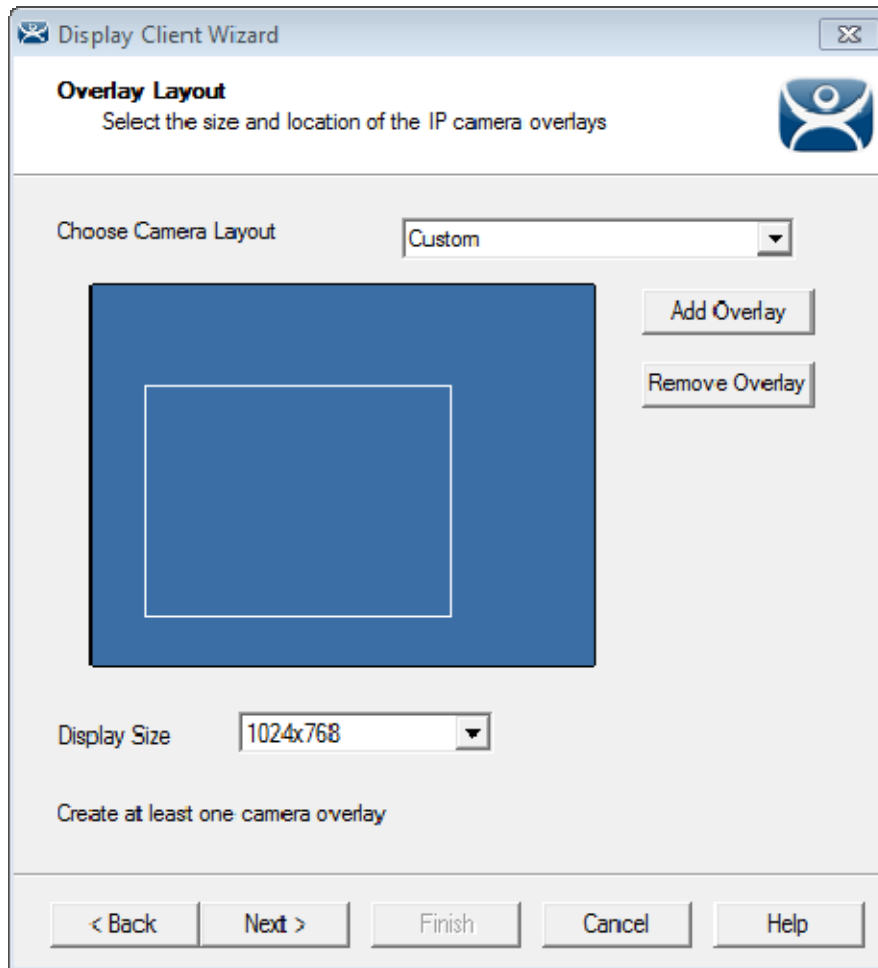 Display Client Wizard
Overlay Layout
Select the size and location of the IP camera overlays
Choose Camera Layout
Custom
Add Overlay
Remove Overlay
Display Size
1024x768
Create at least one camera overlay
< Back
Next >
Finish
Cancel
Help